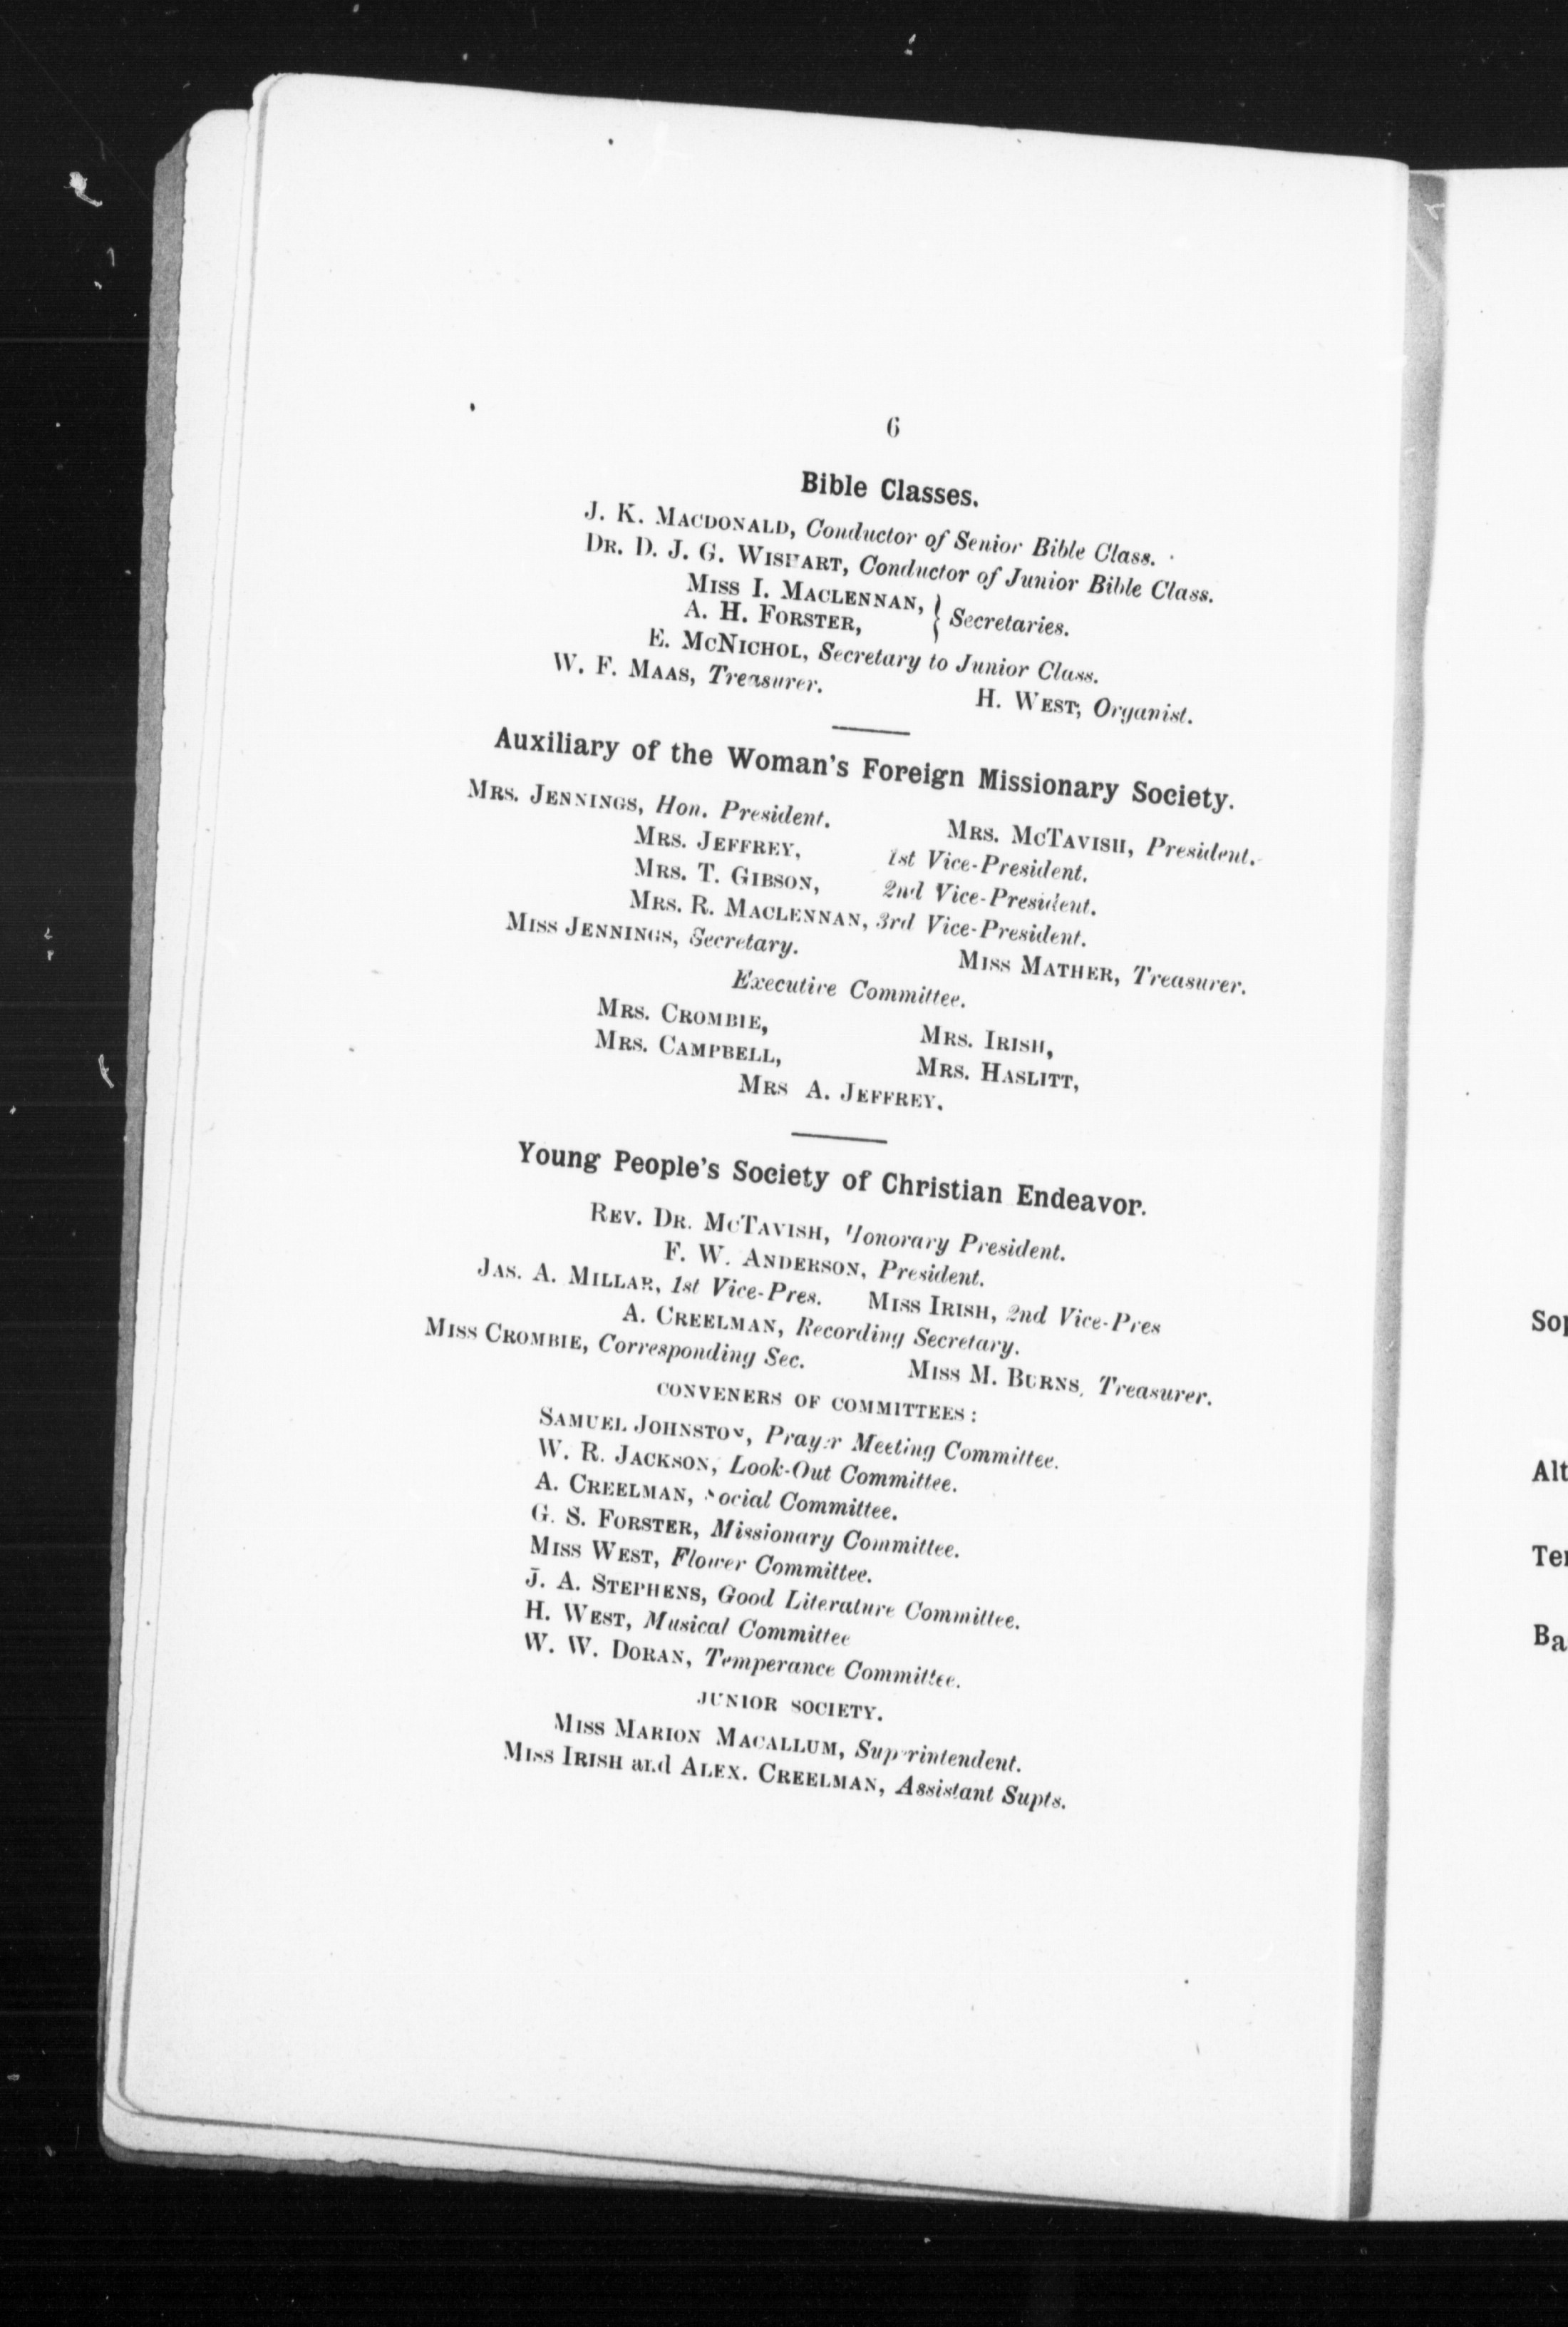 6
Bible Classes.
J. K. MACDONALD, Conductor of Senior Bible Class.
DR. D. J. G. WISHART, Conductor of Junior Bible Class.
MISS I. MACLENNAN, } Secretaries.
A. H. FORSTER,
E. MCNICHOL, Secretary to Junior Class.
W. F. MAAS, Treasurer. H. WEST, Organist.
Auxiliary of the Woman's Foreign Missionary Society.
MRS. JENNINGS, Hon. President. MRS. MCTAVISH, President.
MRS. JEFFREY, 1st Vice-President.
MRS. T. GIBSON, 2nd Vice-President.
MRS. R. MACLENNAN, 3rd Vice-President.
MISS JENNINGS, Secretary. MISS MATHER, Treasurer.
Executive Committee.
MRS. CROMBIE, MRS. IRISH,
MRS. CAMPBELL, MRS. HASLITT,
MRS A. JEFFREY.
Young People's Society of Christian Endeavor.
REV. DR. MCTAVISH, Honorary President.
F. W. ANDERSON, President.
JAS. A. MILLAR, 1st Vice-Pres. MISS IRISH, 2nd Vice-Pres
A. CREELMAN, Recording Secretary.
MISS CROMBIE, Corresponding Sec. MISS M. BURNS, Treasurer.
CONVENERS OF COMMITTEES:
SAMUEL JOHNSTON, Prayer Meeting Committee.
W. R. JACKSON, Look-Out Committee.
A. CREELMAN, Social Committee.
G. S. FORSTER, Missionary Committee.
MISS WEST, Flower Committee.
J. A. STEPHENS, Good Literature Committee.
H. WEST, Musical Committee
W. W. DORAN, Temperance Committee.
JUNIOR SOCIETY.
MISS MARION MACALLUM, Superintendent.
MISS IRISH and ALEX. CREELMAN, Assistant Supts.
Alt
Ba